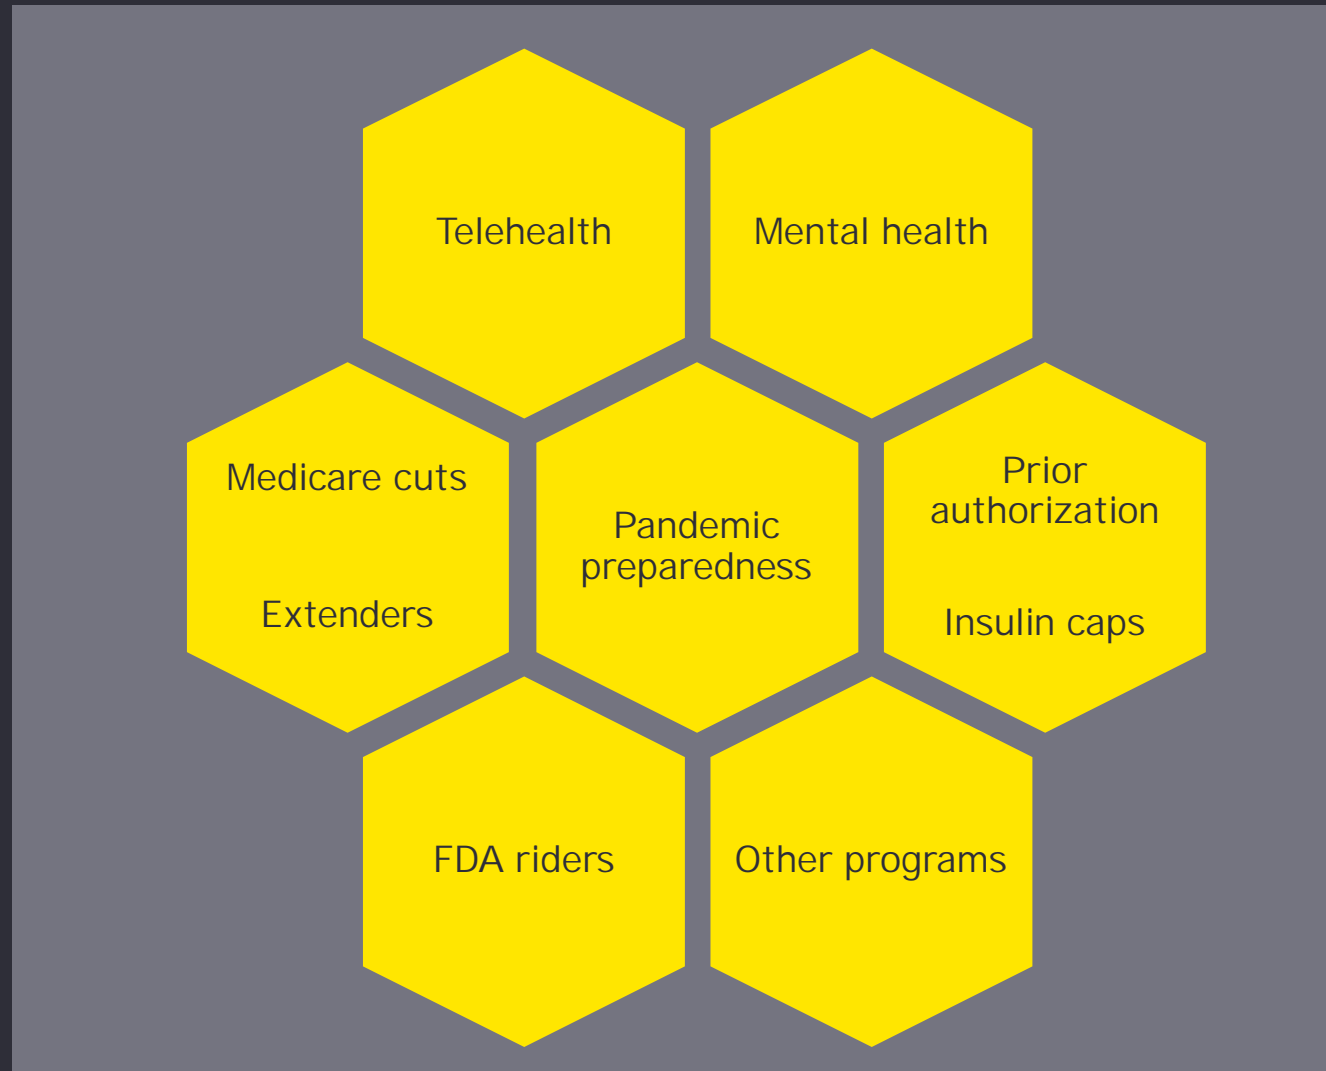 Telehealth
Mental health
Medicare cuts
Extenders
Pandemic
preparedness
Prior
authorization
Insulin caps
FDA riders
Other programs